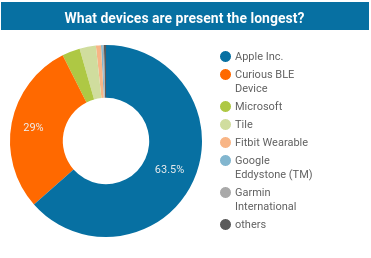 What devices are present the longest?
29%
63.5%
Apple Inc.
Curious BLE
Device
Microsoft
Tile
Fitbit Wearable
Google
Eddystone (TM)
Garmin
International
others